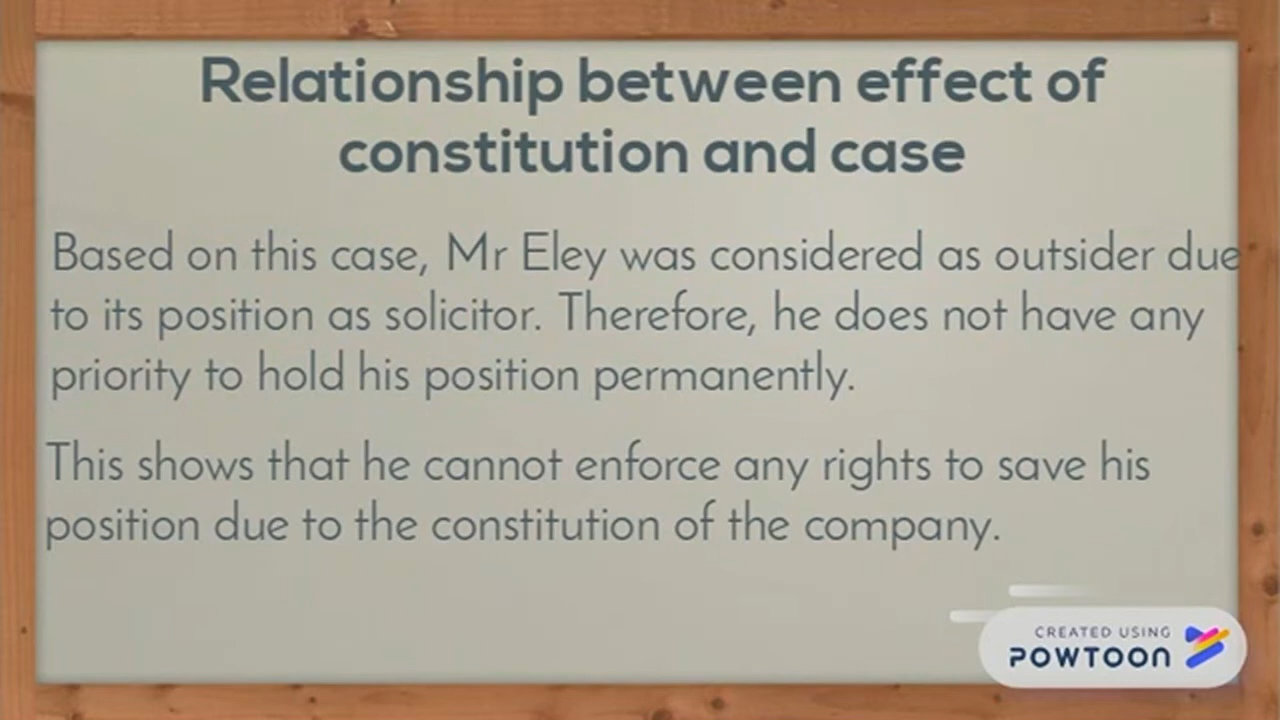 Relationship between effect of
constitution and case
Based on this case, Mr Eley was considered as outsider due
to its position as solicitor. Therefore, he does not have any
priority to hold his position permanently.
This shows that he cannot enforce any rights to save his
position due to the constitution of the company.
CREATED USING
POWTOON